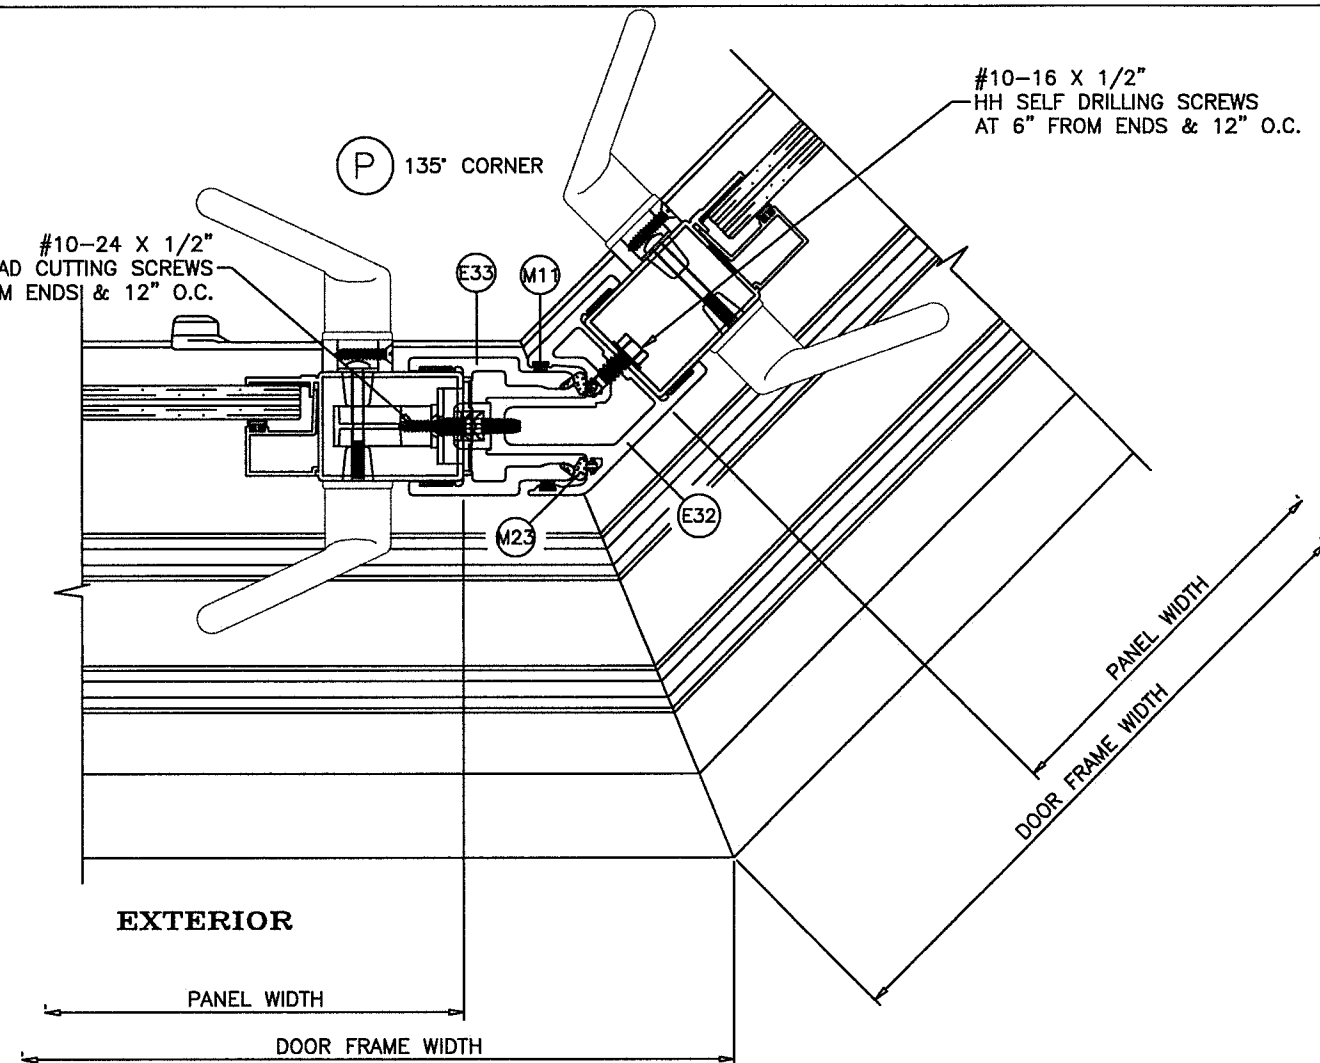 #10-16 X 1/2"
HH SELF DRILLING SCREWS
AT 6" FROM ENDS & 12" O.C.
P
135° CORNER
#10-24 X 1/2"
CUTTING SCREWS
ENDS & 12" O.C.
E33
M11
M23
E32
PANEL WIDTH
DOOR FRAME WIDTH
EXTERIOR
PANEL WIDTH
DOOR FRAME WIDTH